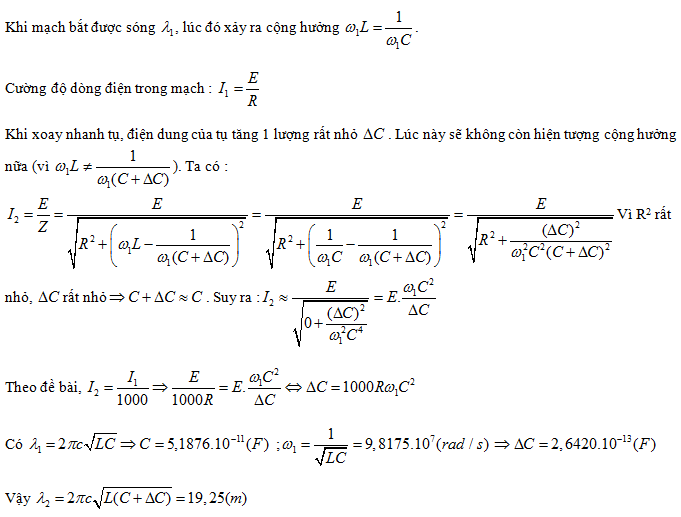 Khi mạch bắt được sóng λ₁, lúc đó xảy ra cộng hưởng ω₁L = 1/(ω₁C).
Cường độ dòng điện trong mạch : I₁ = E/R
Khi xoay nhanh tụ, điện dung của tụ tăng 1 lượng rất nhỏ ΔC. Lúc này sẽ không còn hiện tượng cộng hưởng
nữa (vì ω₁L ≠ 1/(ω₁(C + ΔC))). Ta có :
I₂ = E/Z = E/√(R² + (ω₁L − 1/(ω₁(C + ΔC)))²) = E/√(R² + (1/(ω₁C) − 1/(ω₁(C + ΔC)))²) = E/√(R² + (ΔC)²/(ω₁²C²(C + ΔC)²)) Vì R² rất
nhỏ, ΔC rất nhỏ ⇒ C + ΔC ≈ C. Suy ra : I₂ ≈ E/√(0 + (ΔC)²/(ω₁²C⁴)) = E.ω₁C²/ΔC
Theo đề bài, I₂ = I₁/1000 ⇒ E/(1000R) = E.ω₁C²/ΔC ⇔ ΔC = 1000Rω₁C²
Có λ₁ = 2πc√(LC) ⇒ C = 5,1876.10⁻¹¹(F) ; ω₁ = 1/√(LC) = 9,8175.10⁷(rad / s) ⇒ ΔC = 2,6420.10⁻¹³(F)
Vậy λ₂ = 2πc√(L(C + ΔC)) = 19,25(m)